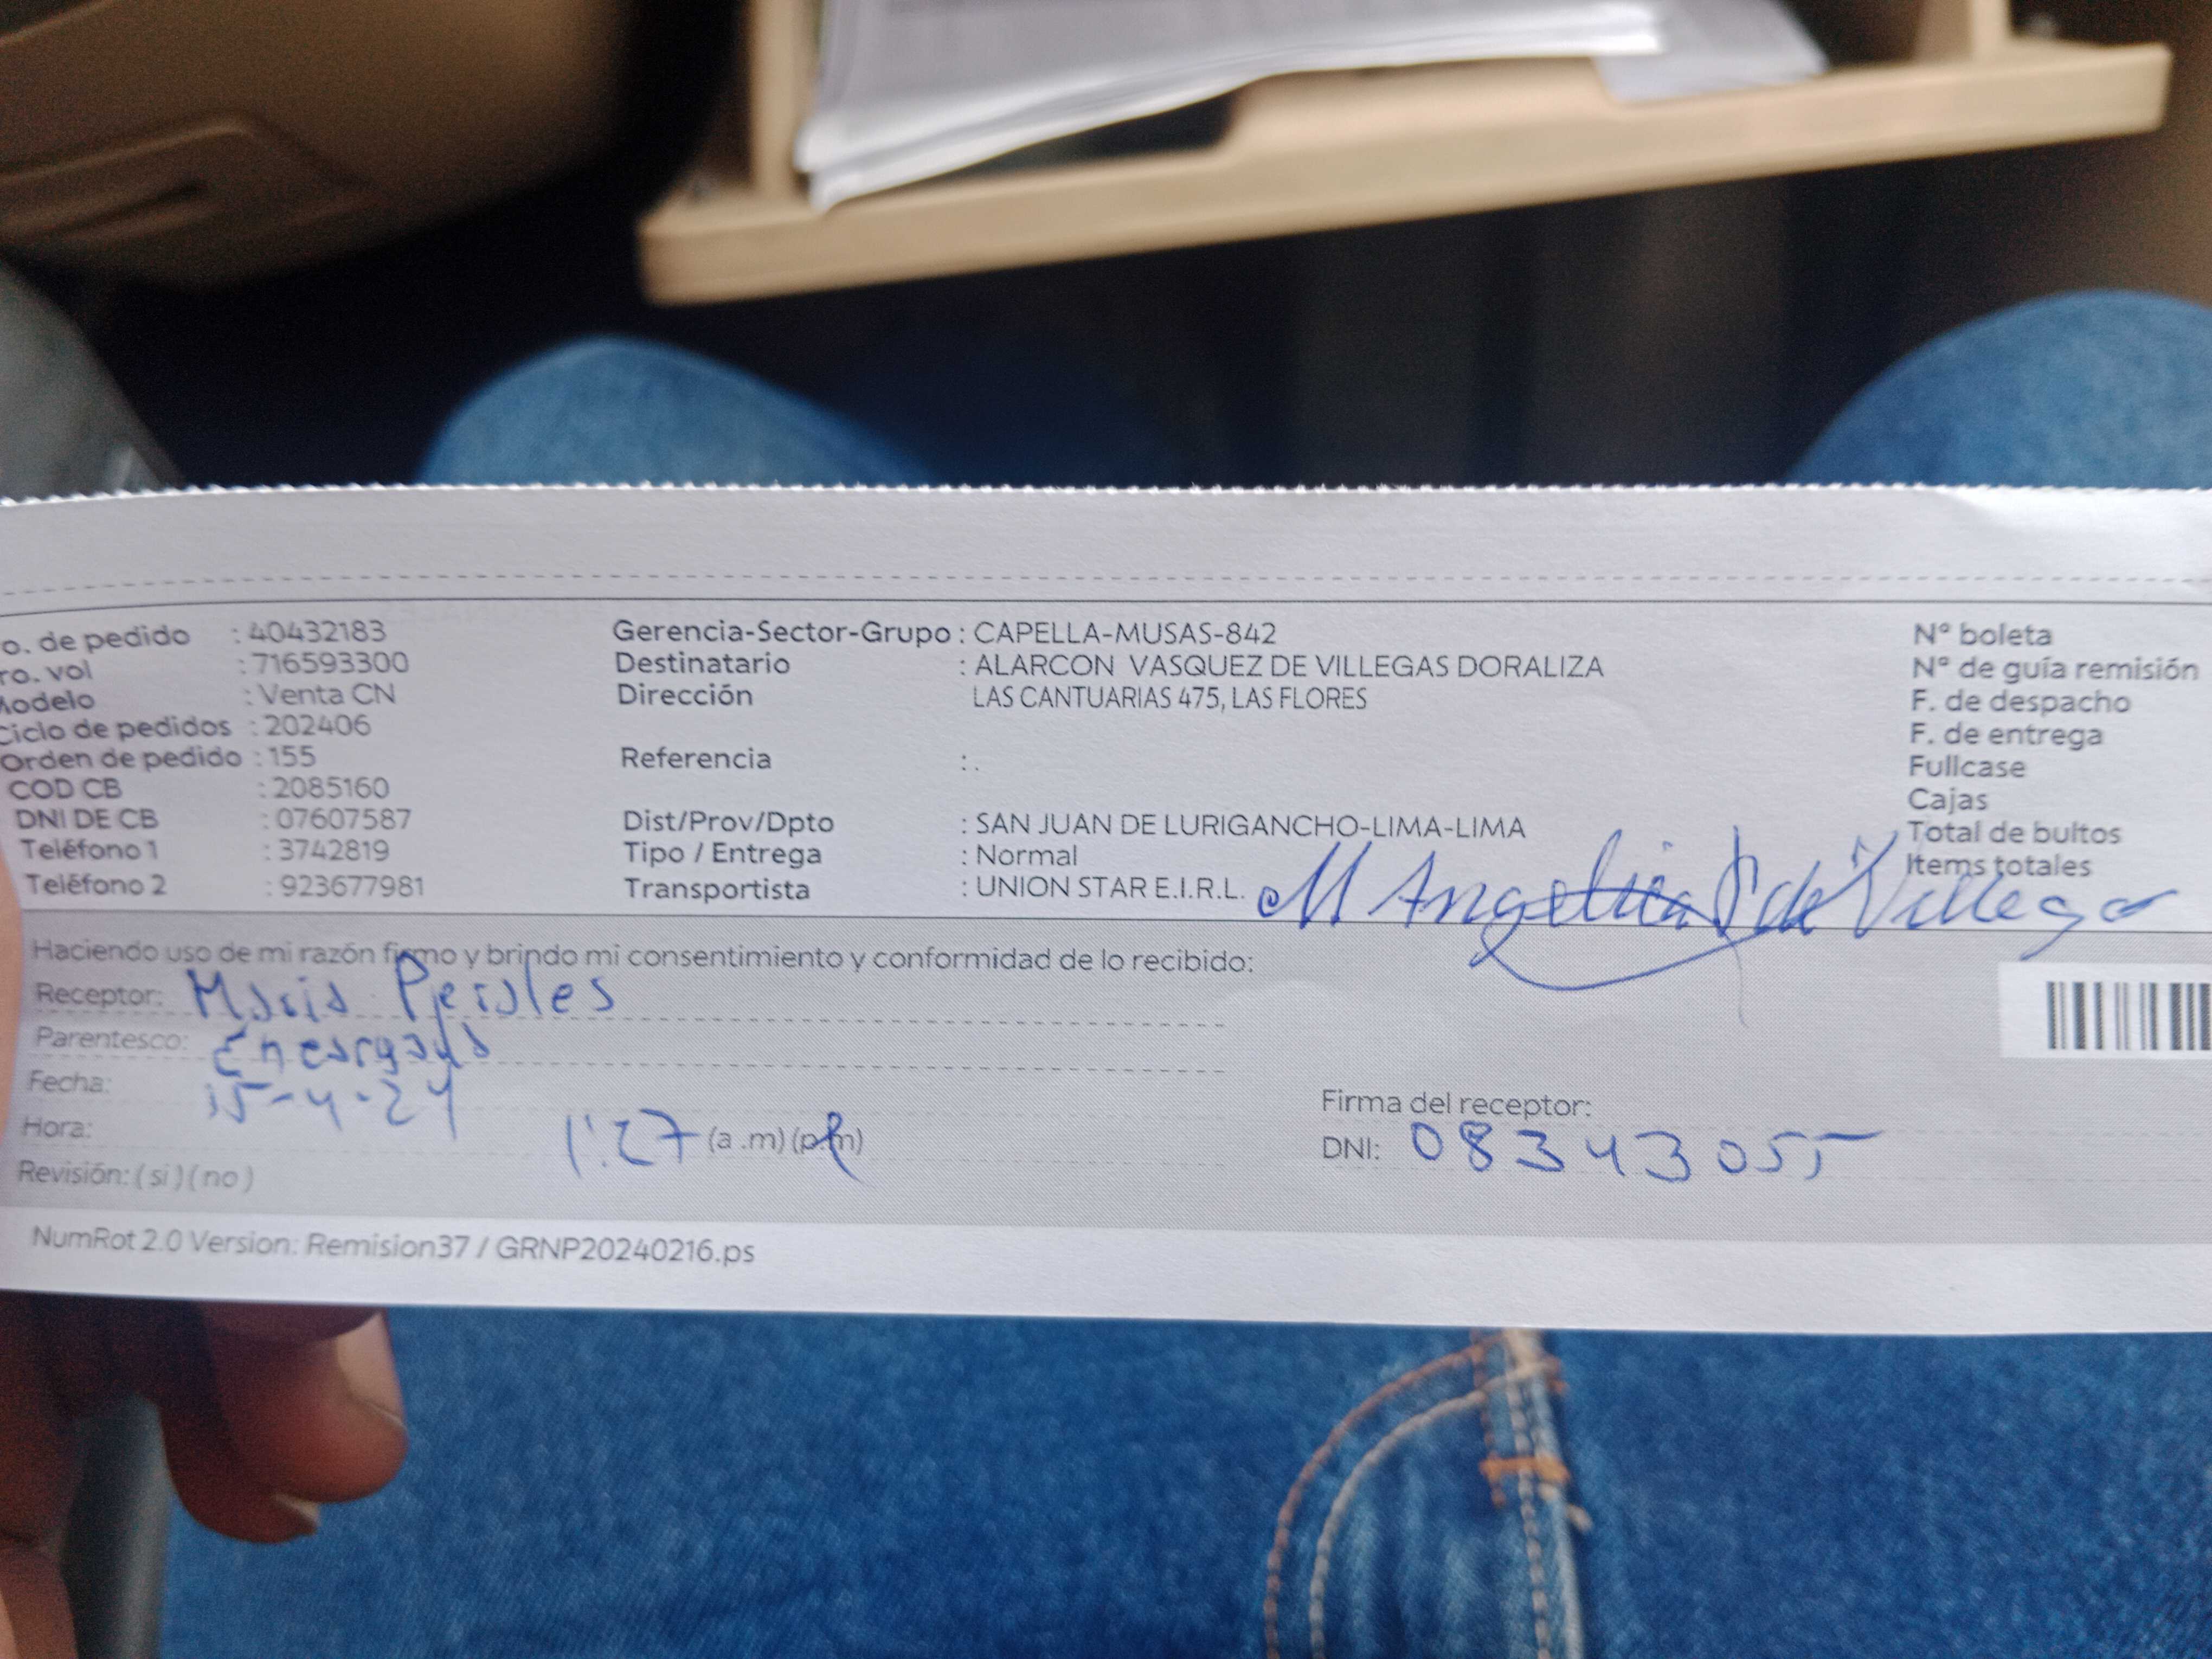 o. de pedido : 40432183 Gerencia-Sector-Grupo : CAPELLA-MUSAS-842 N° boleta
ro. vol : 716593300 Destinatario : ALARCON VASQUEZ DE VILLEGAS DORALIZA N° de guía remisión
Modelo : Venta CN Dirección LAS CANTUARIAS 475, LAS FLORES F. de despacho
Ciclo de pedidos : 202406 F. de entrega
Orden de pedido : 155 Referencia : . Fullcase
COD CB : 2085160 Cajas
DNI DE CB : 07607587 Dist/Prov/Dpto : SAN JUAN DE LURIGANCHO-LIMA-LIMA Total de bultos
Teléfono 1 : 3742819 Tipo / Entrega : Normal Items totales
Teléfono 2 : 923677981 Transportista : UNION STAR E.I.R.L. M Angelica P de Villegas
Haciendo uso de mi razón firmo y brindo mi consentimiento y conformidad de lo recibido:
Receptor: Maria Perales
Parentesco: Encargada
Fecha: 15-4-24
Firma del receptor:
Hora: 1:27 (a .m) (p.m)
DNI: 08343055
Revisión: ( si ) ( no )
NumRot 2.0 Version: Remision37 / GRNP20240216.ps